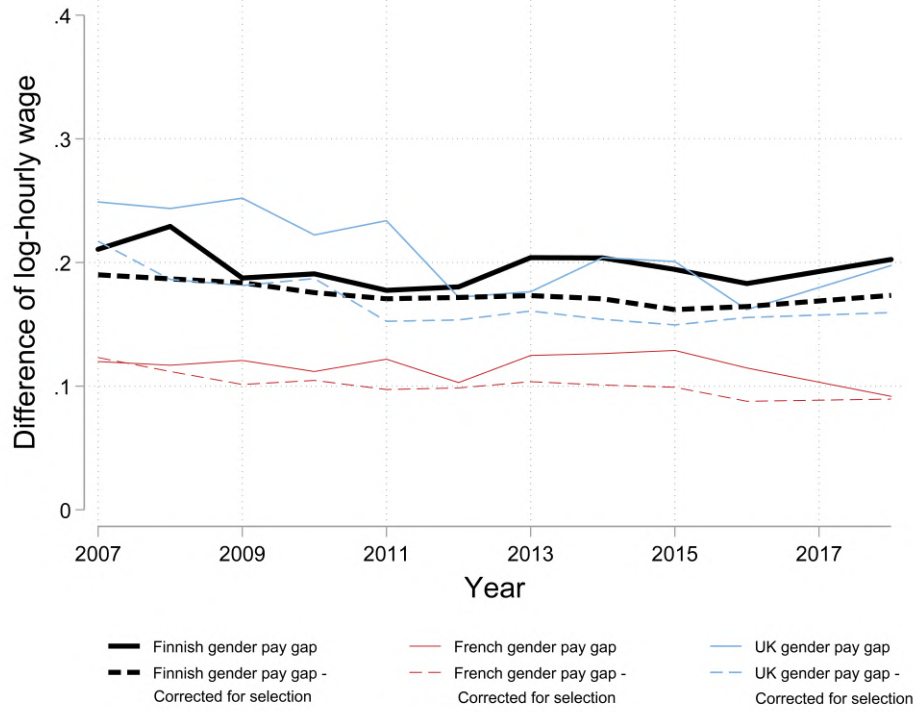 .4
.3
.2
.1
0
Difference of log-hourly wage
2007 2009 2011 2013 2015 2017
Year
Finnish gender pay gap French gender pay gap UK gender pay gap
Finnish gender pay gap - French gender pay gap - UK gender pay gap -
Corrected for selection Corrected for selection Corrected for selection